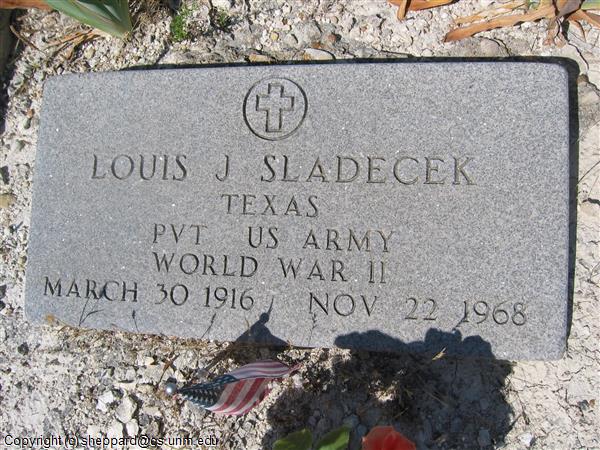 LOUIS J SLADECEK
TEXAS
PVT US ARMY
WORLD WAR II
MARCH 30 1916 NOV 22 1968
Copyright (c) sheppard@cs.unm.edu